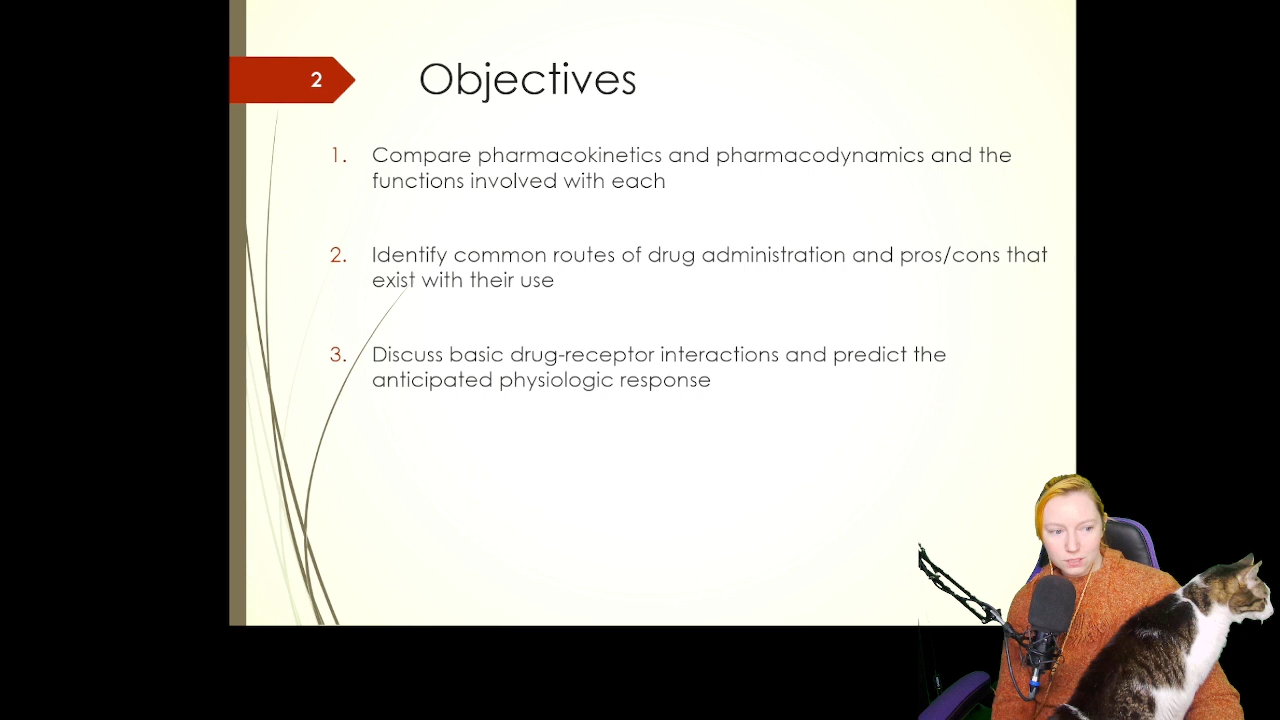 2
Objectives
1. Compare pharmacokinetics and pharmacodynamics and the
functions involved with each
2. Identify common routes of drug administration and pros/cons that
exist with their use
3. Discuss basic drug-receptor interactions and predict the
anticipated physiologic response